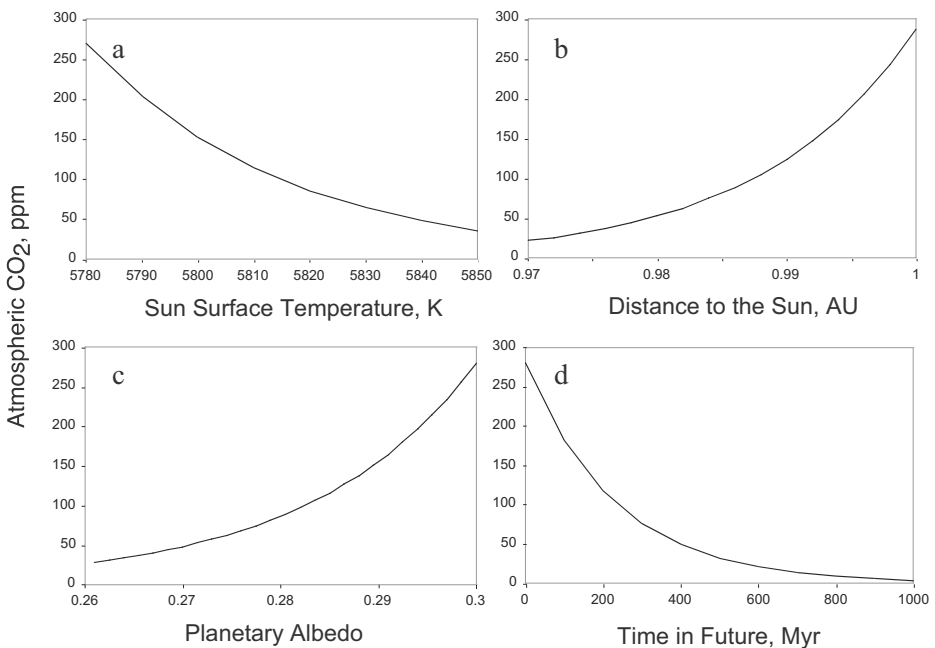 Atmospheric CO2, ppm
a
300
250
200
150
100
50
0
5780 5790 5800 5810 5820 5830 5840 5850
Sun Surface Temperature, K
b
300
250
200
150
100
50
0
0.97 0.98 0.99 1
Distance to the Sun, AU
c
300
250
200
150
100
50
0
0.26 0.27 0.28 0.29 0.3
Planetary Albedo
d
300
250
200
150
100
50
0
0 200 400 600 800 1000
Time in Future, Myr